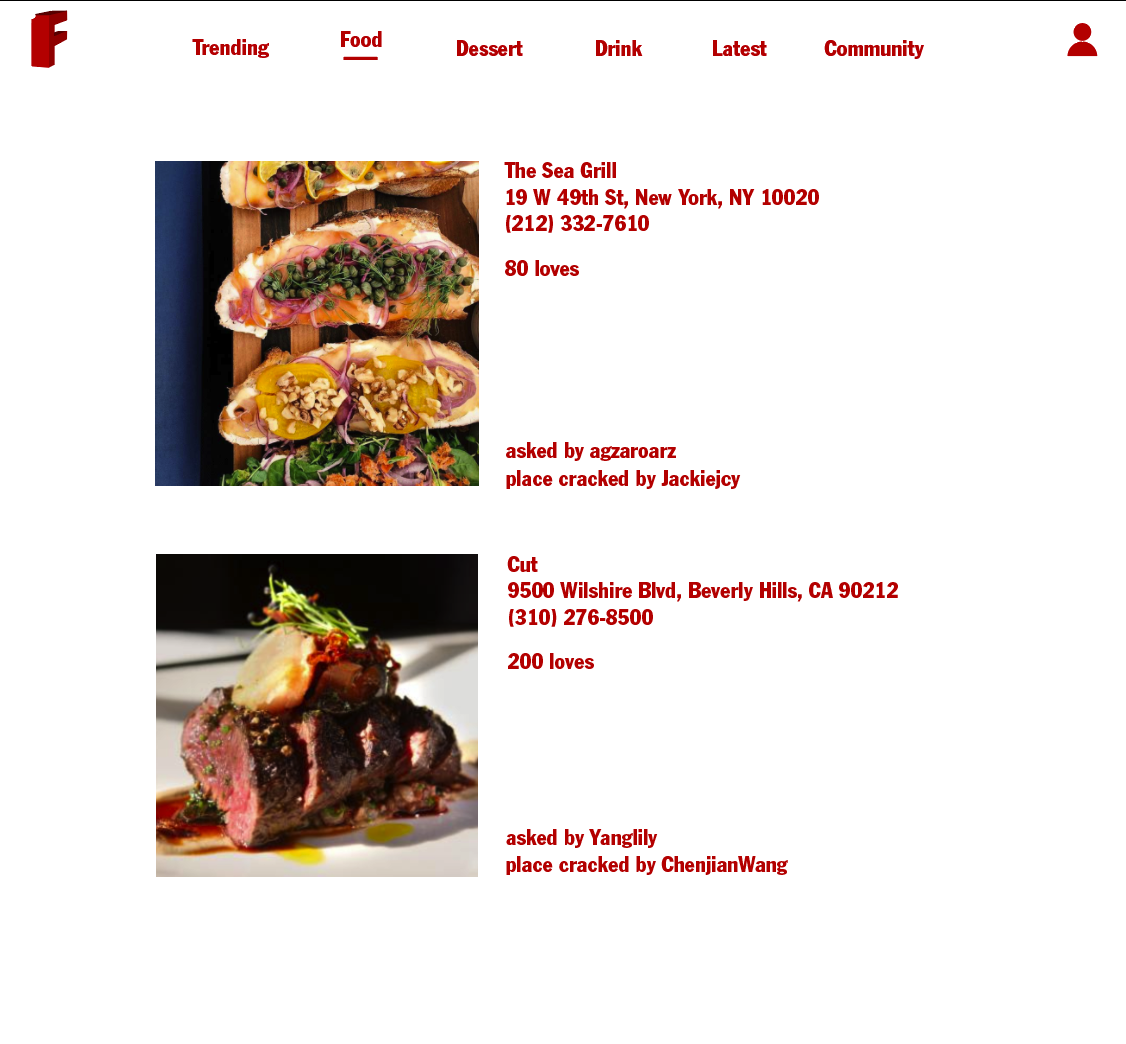 F
Trending
Food
Dessert
Drink
Latest
Community
The Sea Grill
19 W 49th St, New York, NY 10020
(212) 332-7610
80 loves
asked by agzaroarz
place cracked by Jackiejcy
Cut
9500 Wilshire Blvd, Beverly Hills, CA 90212
(310) 276-8500
200 loves
asked by Yanglily
place cracked by ChenjianWang